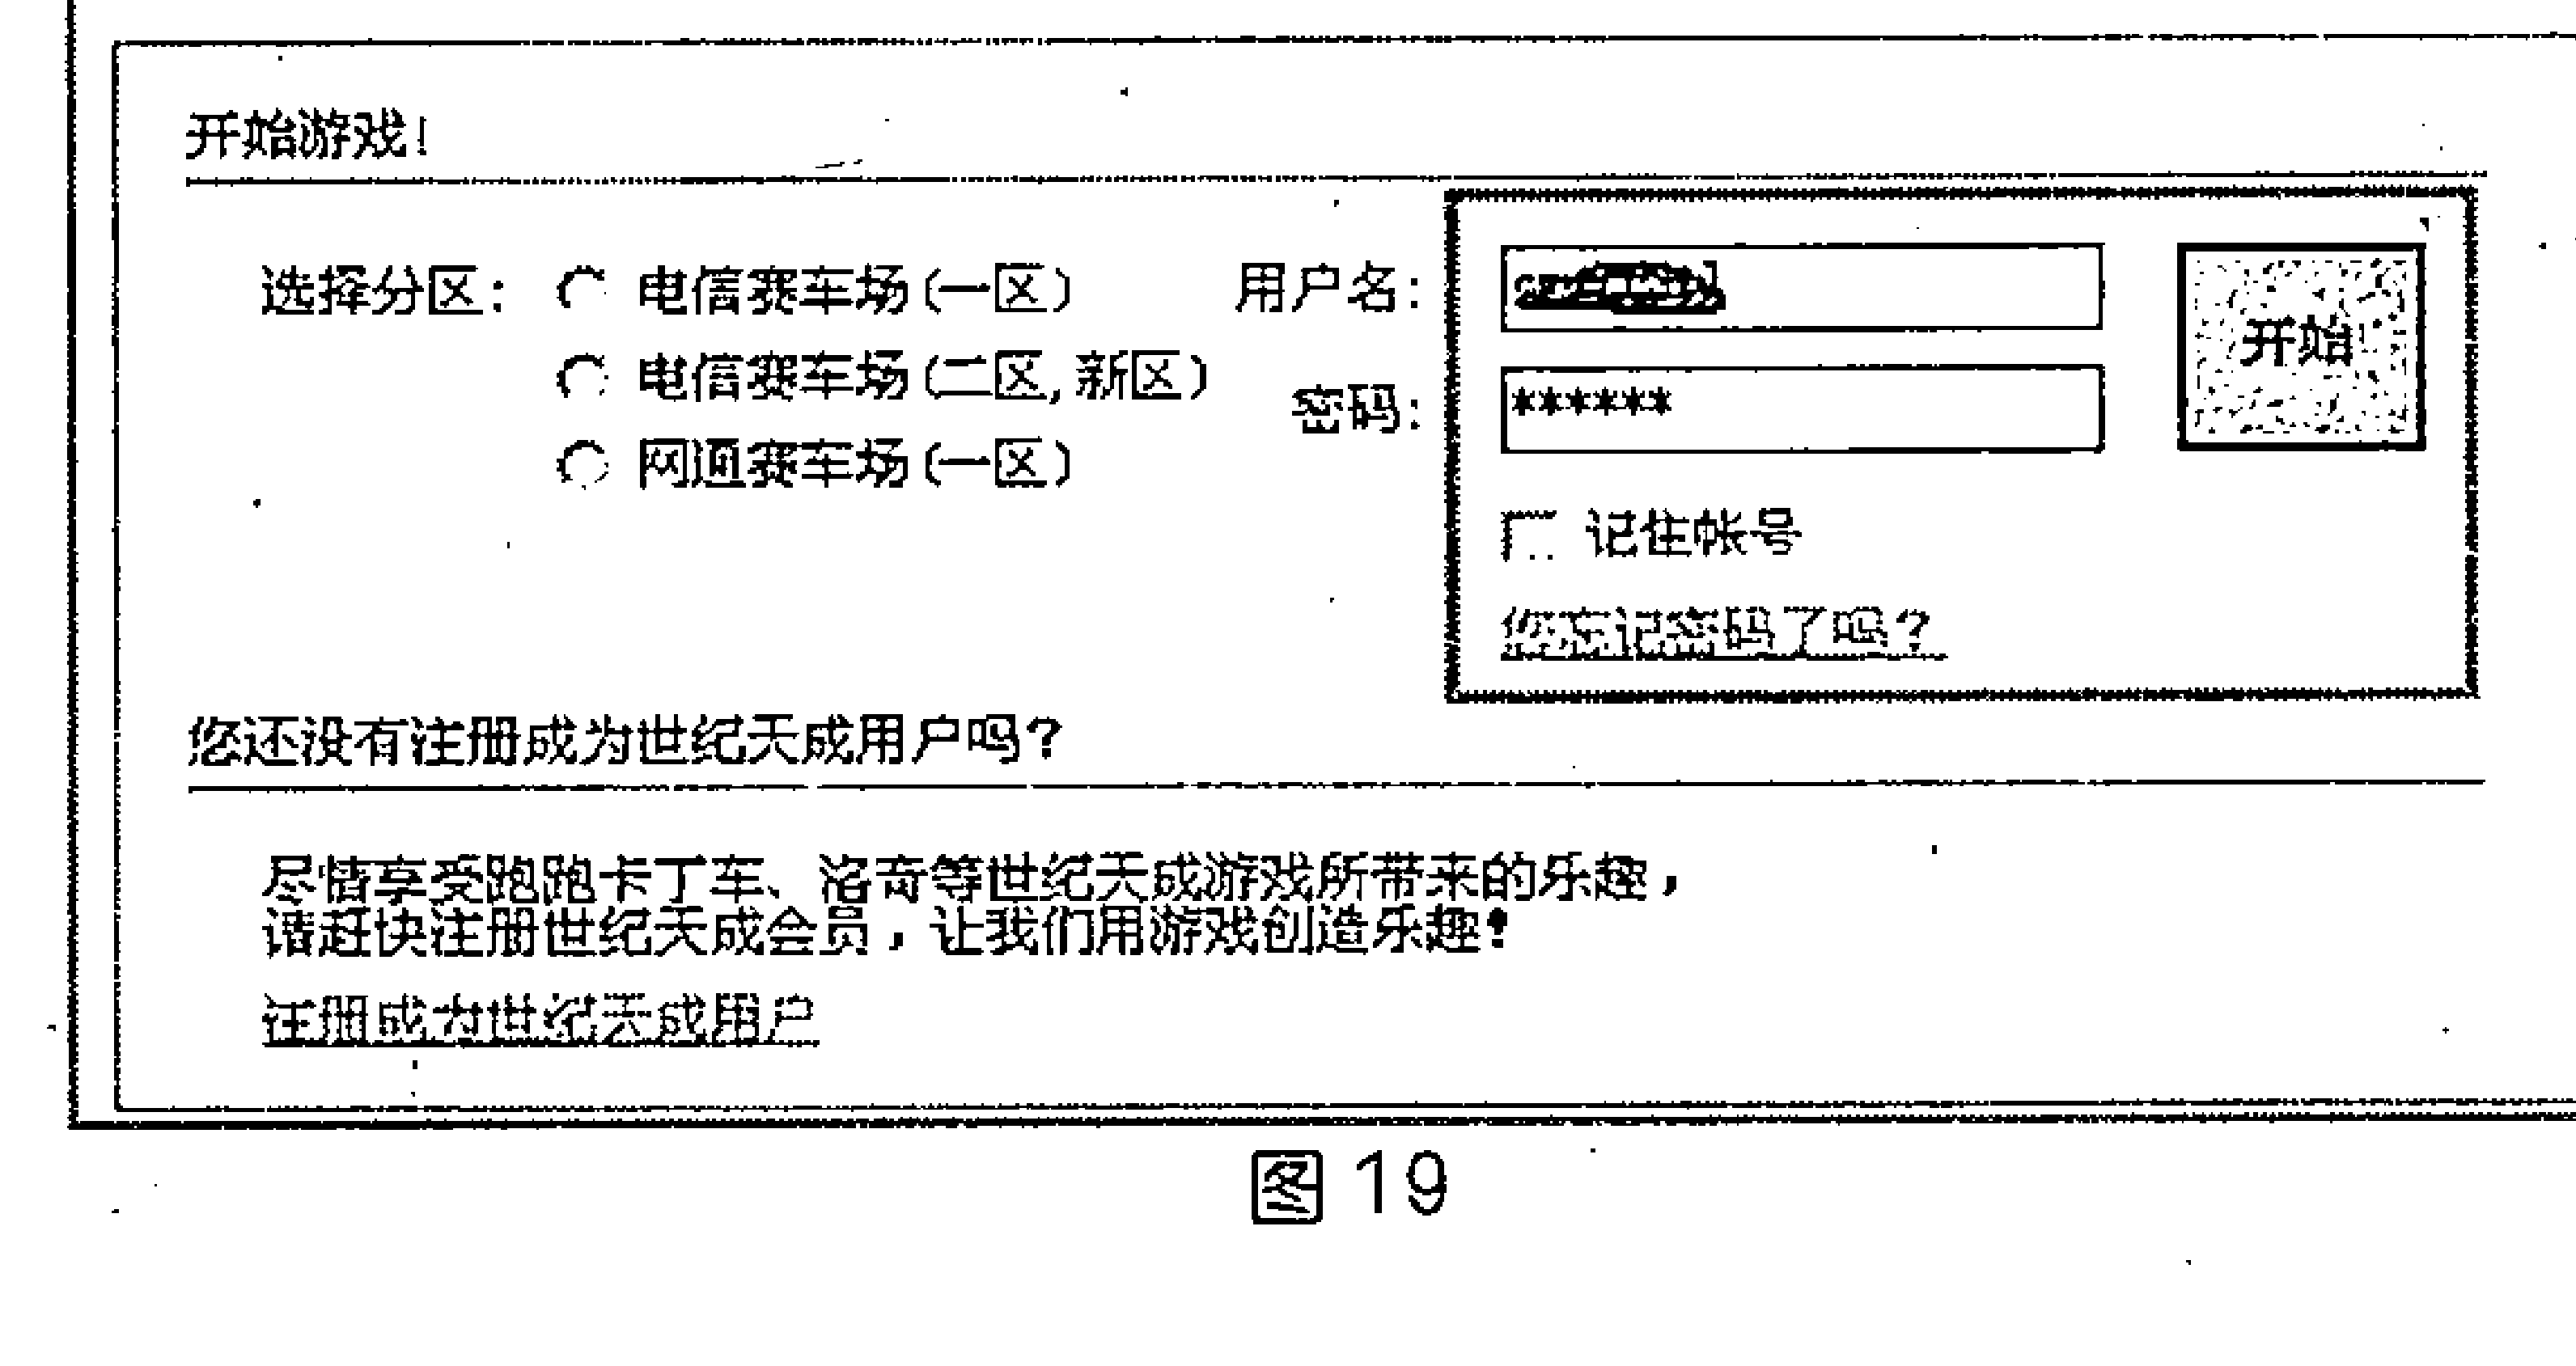 开始游戏!
选择分区: 电信赛车场(一区)
电信赛车场(二区,新区)
网通赛车场(一区)
用户名:
密码: ******
开始
记住帐号
您忘记密码了吗?
您还没有注册成为世纪天成用户吗?
尽情享受跑跑卡丁车、洛奇等世纪天成游戏所带来的乐趣,
请赶快注册世纪天成会员,让我们用游戏创造乐趣!
注册成为世纪天成用户
图 19